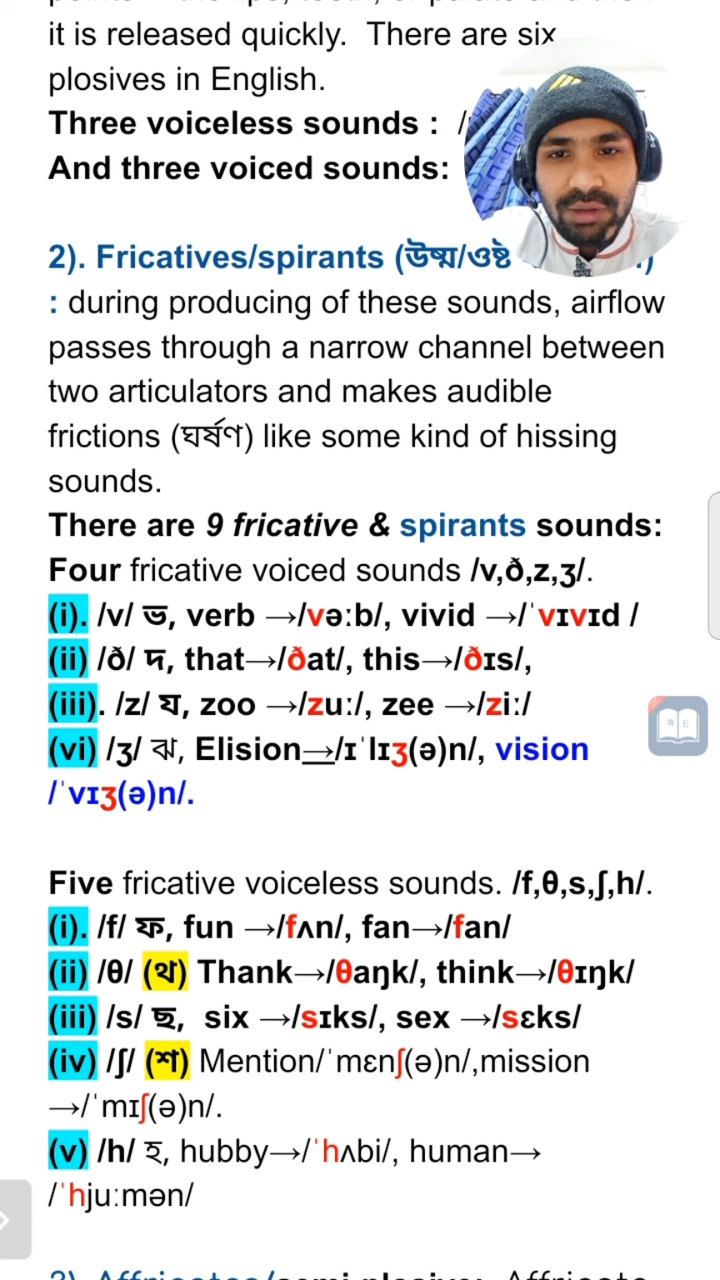 it is released quickly.  There are six
plosives in English.
Three voiceless sounds :  /
And three voiced sounds:
2). Fricatives/spirants (উষ্ম/ওষ্ট
: during producing of these sounds, airflow
passes through a narrow channel between
two articulators and makes audible
frictions (ঘর্ষণ) like some kind of hissing
sounds.
There are 9 fricative & spirants sounds:
Four fricative voiced sounds /v,ð,z,ʒ/.
(i). /v/ ভ, verb →/vəːb/, vivid →/ˈvɪvɪd /
(ii) /ð/ দ, that→/ðat/, this→/ðɪs/,
(iii). /z/ য, zoo →/zuː/, zee →/ziː/
(vi) /ʒ/ ঝ, Elision→/ɪˈlɪʒ(ə)n/, vision
/ˈvɪʒ(ə)n/.
Five fricative voiceless sounds. /f,θ,s,ʃ,h/.
(i). /f/ ফ, fun →/fʌn/, fan→/fan/
(ii) /θ/ (থ) Thank→/θaŋk/, think→/θɪŋk/
(iii) /s/ ছ,  six →/sɪks/, sex →/sɛks/
(iv) /ʃ/ (শ) Mention/ˈmɛnʃ(ə)n/,mission
→/ˈmɪʃ(ə)n/.
(v) /h/ হ, hubby→/ˈhʌbi/, human→
/ˈhjuːmən/